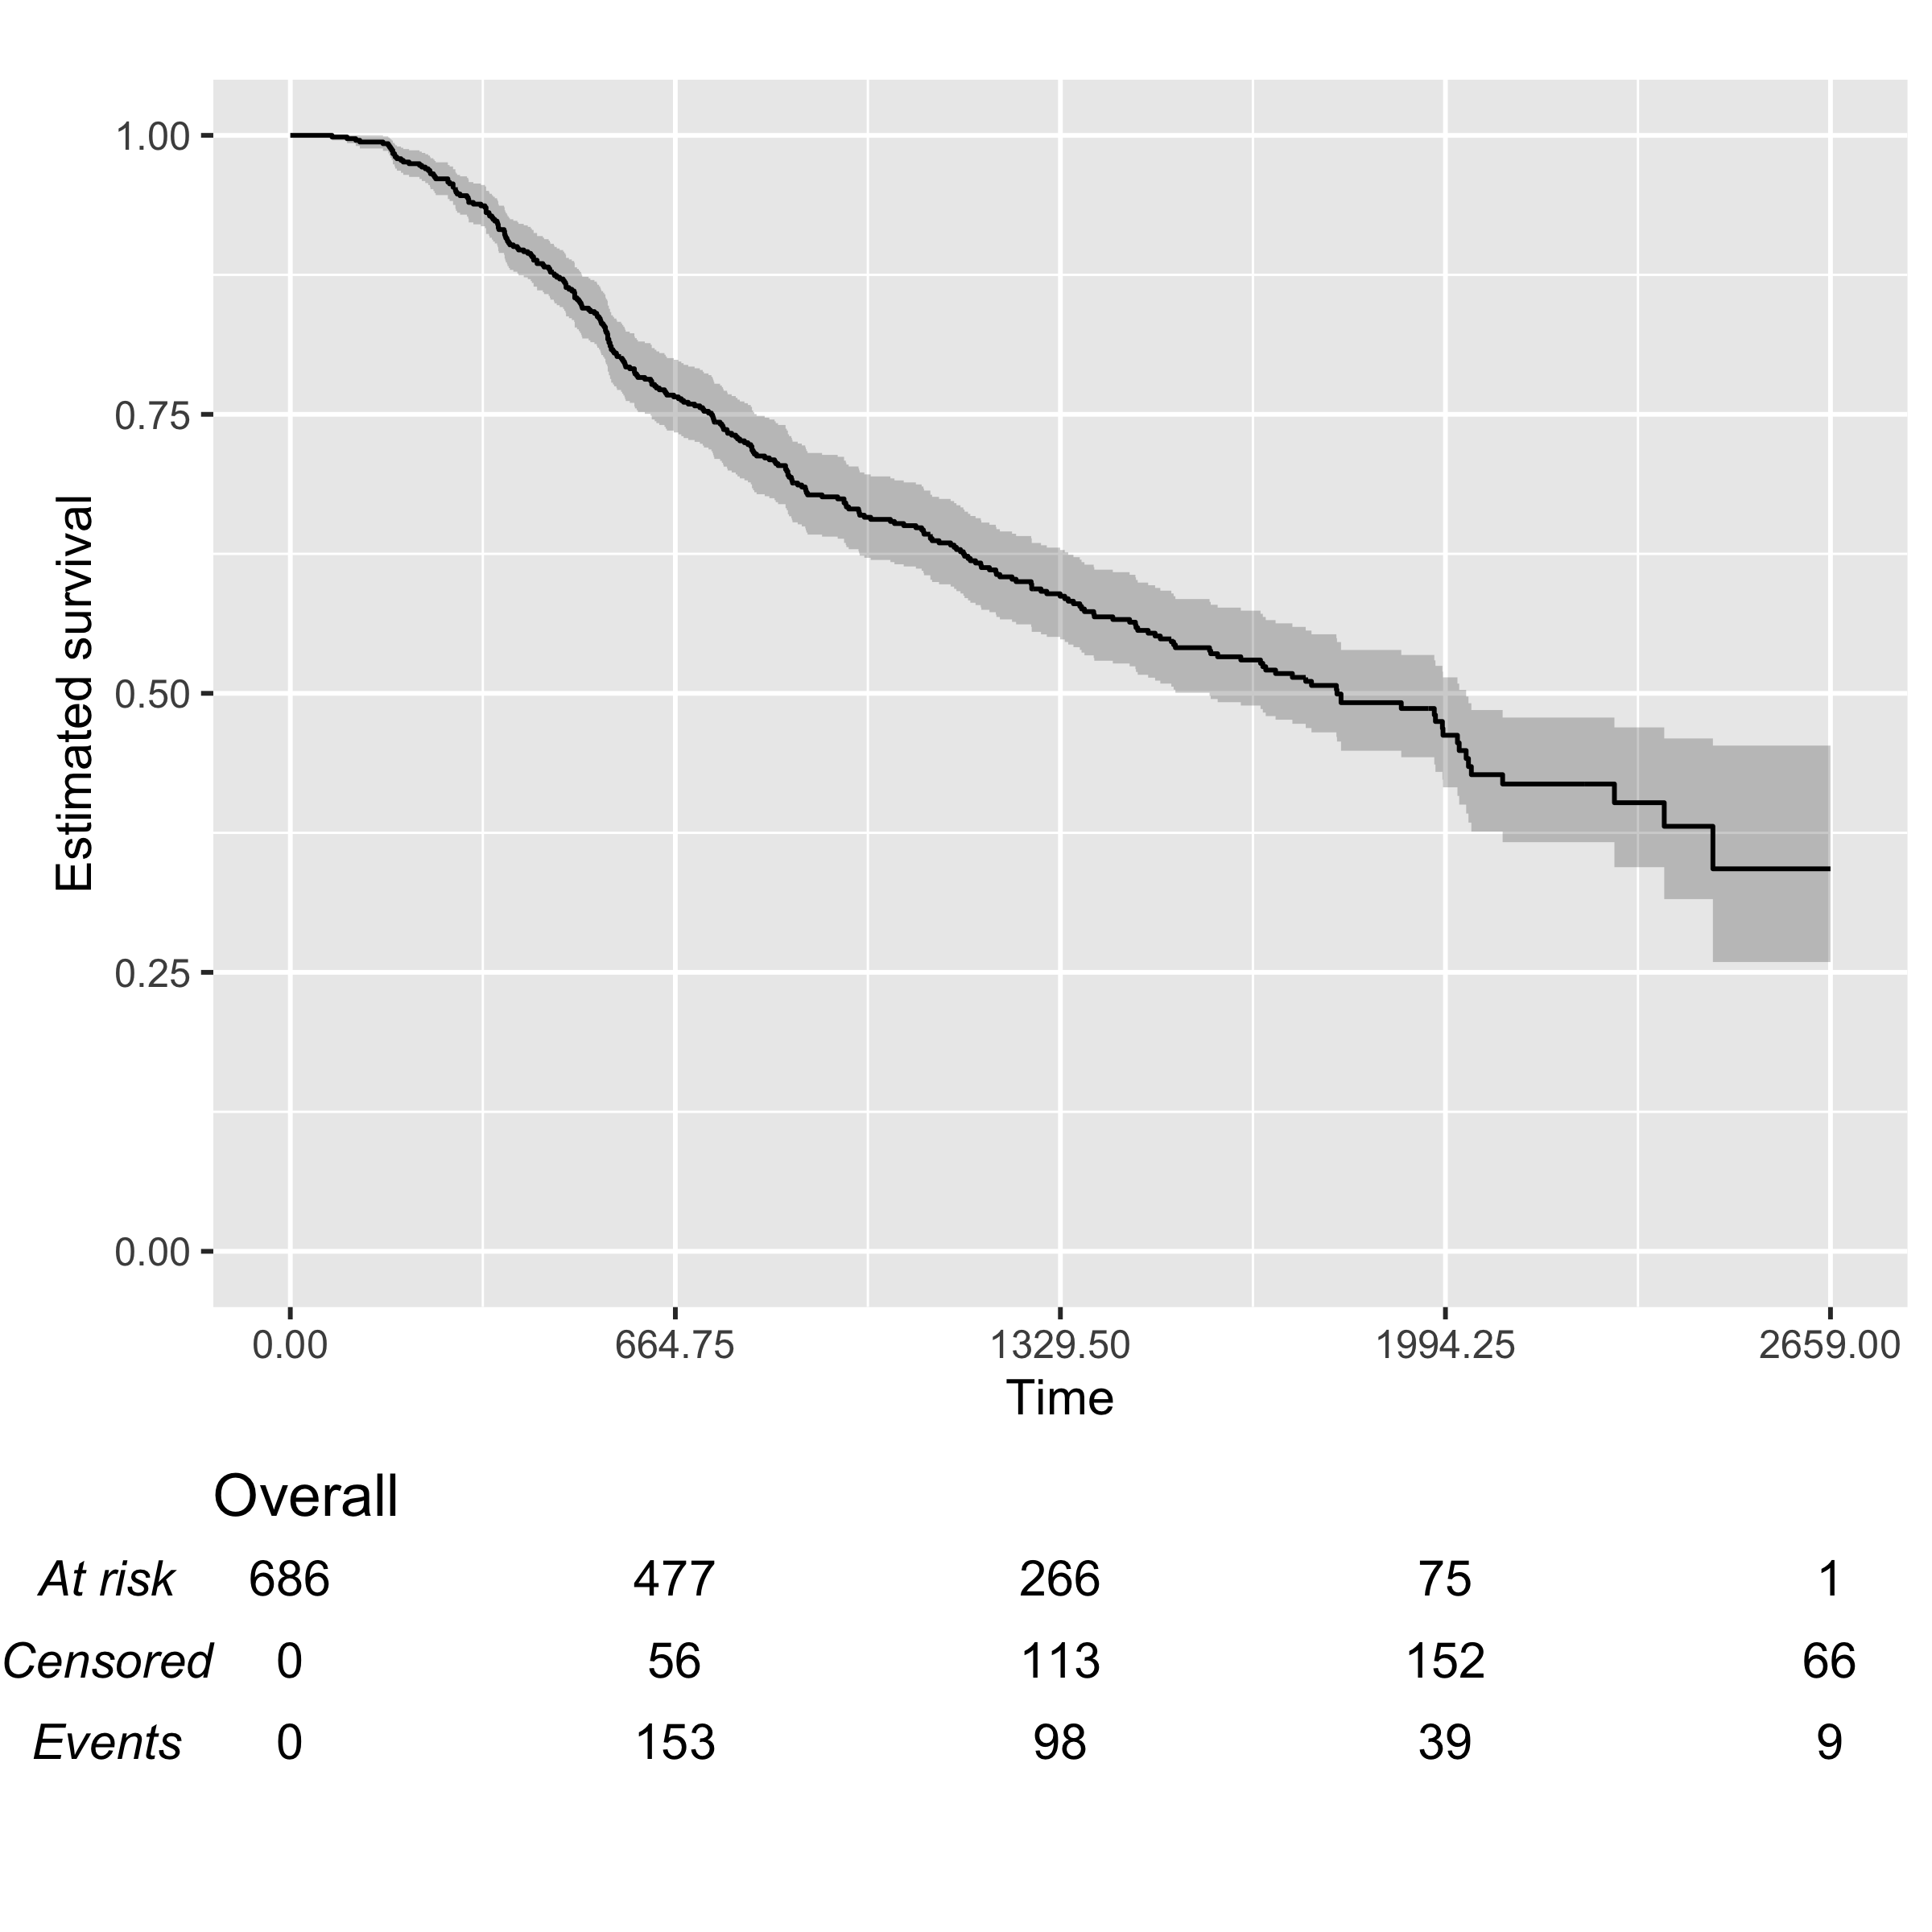 Estimated survival
1.00
0.75
0.50
0.25
0.00
0.00 664.75 1329.50 1994.25 2659.00
Time
Overall
At risk 686 477 266 75 1
Censored 0 56 113 152 66
Events 0 153 98 39 9